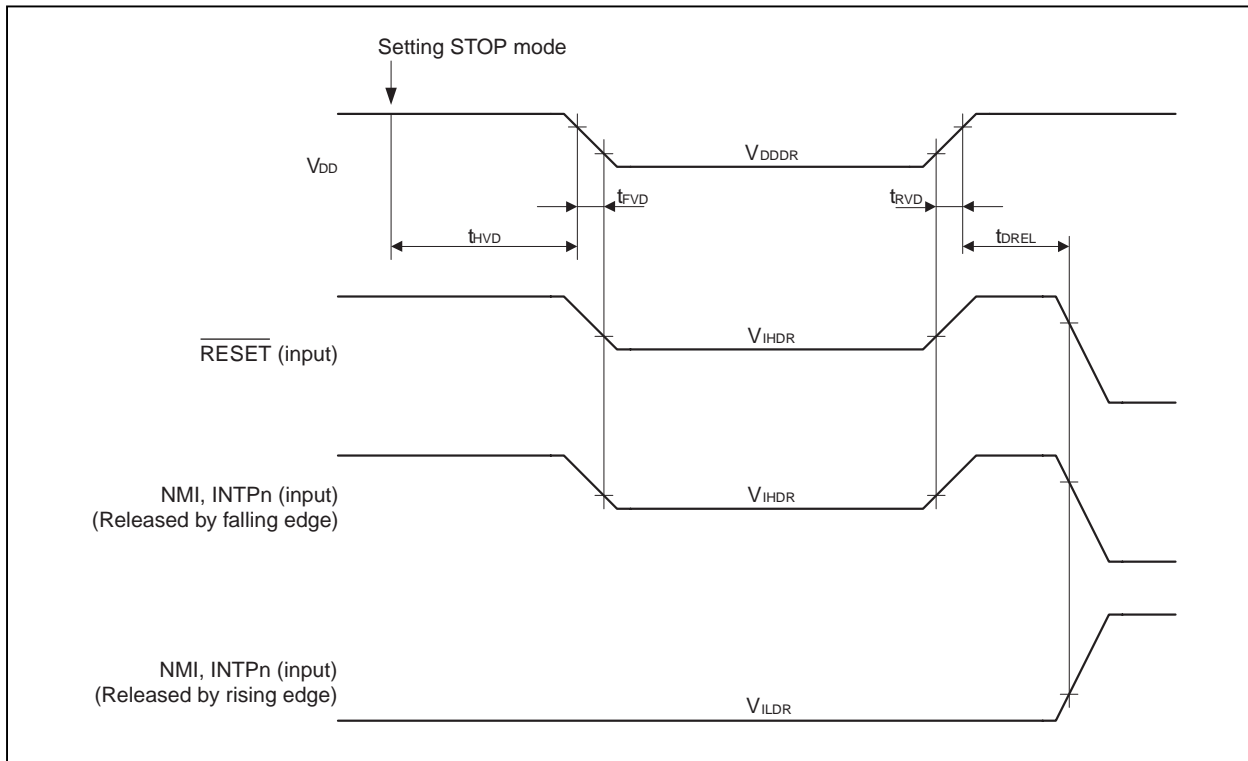 Setting STOP mode
VDD
VDDDR
tFVD
tRVD
tHVD
tDREL
RESET (input)
VIHDR
NMI, INTPn (input)
(Released by falling edge)
VIHDR
NMI, INTPn (input)
(Released by rising edge)
VILDR